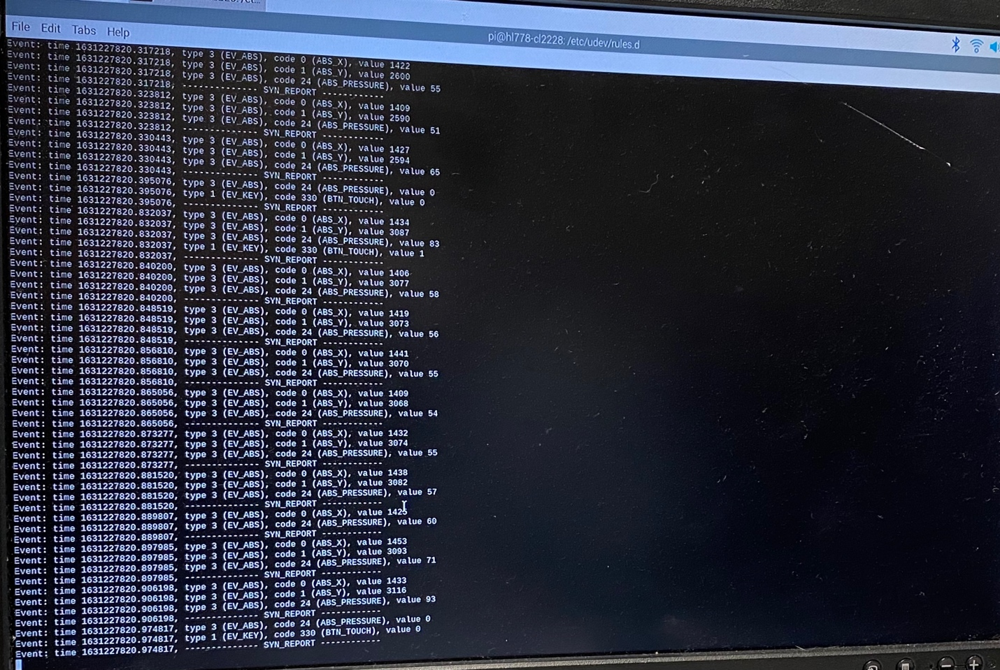 File Edit Tabs Help
pi@hl778-cl2228: /etc/udev/rules.d
Event: time 1631227820.317218, type 3 (EV_ABS), code 0 (ABS_X), value 1422
Event: time 1631227820.317218, type 3 (EV_ABS), code 1 (ABS_Y), value 2600
Event: time 1631227820.317218, type 3 (EV_ABS), code 24 (ABS_PRESSURE), value 55
Event: time 1631227820.317218, -------------- SYN_REPORT ------------
Event: time 1631227820.323812, type 3 (EV_ABS), code 0 (ABS_X), value 1409
Event: time 1631227820.323812, type 3 (EV_ABS), code 1 (ABS_Y), value 2590
Event: time 1631227820.323812, type 3 (EV_ABS), code 24 (ABS_PRESSURE), value 51
Event: time 1631227820.323812, -------------- SYN_REPORT ------------
Event: time 1631227820.330443, type 3 (EV_ABS), code 0 (ABS_X), value 1427
Event: time 1631227820.330443, type 3 (EV_ABS), code 1 (ABS_Y), value 2594
Event: time 1631227820.330443, type 3 (EV_ABS), code 24 (ABS_PRESSURE), value 65
Event: time 1631227820.330443, -------------- SYN_REPORT ------------
Event: time 1631227820.395076, type 3 (EV_ABS), code 24 (ABS_PRESSURE), value 0
Event: time 1631227820.395076, type 1 (EV_KEY), code 330 (BTN_TOUCH), value 0
Event: time 1631227820.395076, -------------- SYN_REPORT ------------
Event: time 1631227820.832037, type 3 (EV_ABS), code 0 (ABS_X), value 1434
Event: time 1631227820.832037, type 3 (EV_ABS), code 1 (ABS_Y), value 3087
Event: time 1631227820.832037, type 3 (EV_ABS), code 24 (ABS_PRESSURE), value 83
Event: time 1631227820.832037, type 1 (EV_KEY), code 330 (BTN_TOUCH), value 1
Event: time 1631227820.832037, -------------- SYN_REPORT ------------
Event: time 1631227820.840200, type 3 (EV_ABS), code 0 (ABS_X), value 1406
Event: time 1631227820.840200, type 3 (EV_ABS), code 1 (ABS_Y), value 3077
Event: time 1631227820.840200, type 3 (EV_ABS), code 24 (ABS_PRESSURE), value 58
Event: time 1631227820.840200, -------------- SYN_REPORT ------------
Event: time 1631227820.848519, type 3 (EV_ABS), code 0 (ABS_X), value 1419
Event: time 1631227820.848519, type 3 (EV_ABS), code 1 (ABS_Y), value 3073
Event: time 1631227820.848519, type 3 (EV_ABS), code 24 (ABS_PRESSURE), value 56
Event: time 1631227820.848519, -------------- SYN_REPORT ------------
Event: time 1631227820.856810, type 3 (EV_ABS), code 0 (ABS_X), value 1441
Event: time 1631227820.856810, type 3 (EV_ABS), code 1 (ABS_Y), value 3070
Event: time 1631227820.856810, type 3 (EV_ABS), code 24 (ABS_PRESSURE), value 55
Event: time 1631227820.856810, -------------- SYN_REPORT ------------
Event: time 1631227820.865056, type 3 (EV_ABS), code 0 (ABS_X), value 1409
Event: time 1631227820.865056, type 3 (EV_ABS), code 1 (ABS_Y), value 3068
Event: time 1631227820.865056, type 3 (EV_ABS), code 24 (ABS_PRESSURE), value 54
Event: time 1631227820.865056, -------------- SYN_REPORT ------------
Event: time 1631227820.873277, type 3 (EV_ABS), code 0 (ABS_X), value 1432
Event: time 1631227820.873277, type 3 (EV_ABS), code 1 (ABS_Y), value 3074
Event: time 1631227820.873277, type 3 (EV_ABS), code 24 (ABS_PRESSURE), value 55
Event: time 1631227820.873277, -------------- SYN_REPORT ------------
Event: time 1631227820.881520, type 3 (EV_ABS), code 0 (ABS_X), value 1438
Event: time 1631227820.881520, type 3 (EV_ABS), code 1 (ABS_Y), value 3082
Event: time 1631227820.881520, type 3 (EV_ABS), code 24 (ABS_PRESSURE), value 57
Event: time 1631227820.881520, -------------- SYN_REPORT ------------
Event: time 1631227820.889807, type 3 (EV_ABS), code 0 (ABS_X), value 1425
Event: time 1631227820.889807, type 3 (EV_ABS), code 24 (ABS_PRESSURE), value 60
Event: time 1631227820.889807, -------------- SYN_REPORT ------------
Event: time 1631227820.897985, type 3 (EV_ABS), code 0 (ABS_X), value 1453
Event: time 1631227820.897985, type 3 (EV_ABS), code 1 (ABS_Y), value 3093
Event: time 1631227820.897985, type 3 (EV_ABS), code 24 (ABS_PRESSURE), value 71
Event: time 1631227820.897985, -------------- SYN_REPORT ------------
Event: time 1631227820.906198, type 3 (EV_ABS), code 0 (ABS_X), value 1433
Event: time 1631227820.906198, type 3 (EV_ABS), code 1 (ABS_Y), value 3116
Event: time 1631227820.906198, type 3 (EV_ABS), code 24 (ABS_PRESSURE), value 93
Event: time 1631227820.906198, -------------- SYN_REPORT ------------
Event: time 1631227820.974817, type 3 (EV_ABS), code 24 (ABS_PRESSURE), value 0
Event: time 1631227820.974817, type 1 (EV_KEY), code 330 (BTN_TOUCH), value 0
Event: time 1631227820.974817, -------------- SYN_REPORT ------------